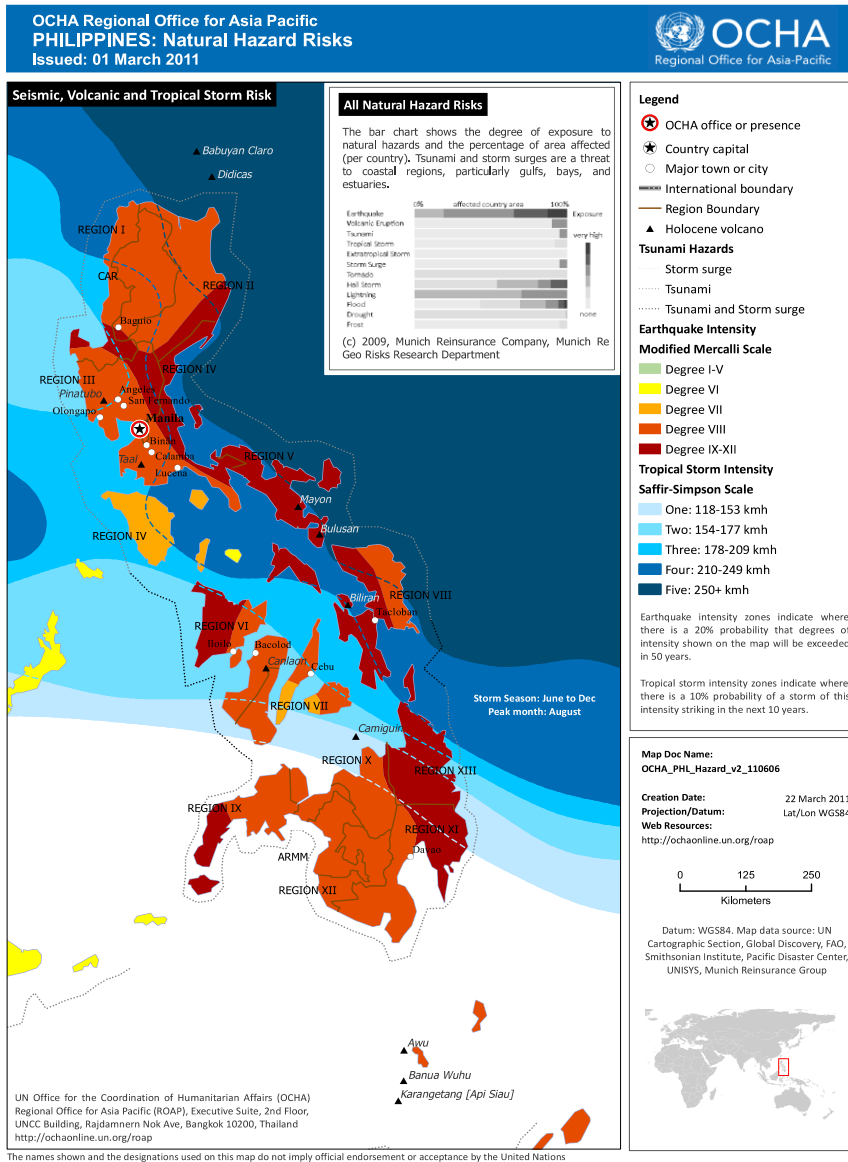 OCHA Regional Office for Asia Pacific
PHILIPPINES: Natural Hazard Risks
Issued: 01 March 2011
OCHA
Regional Office for Asia-Pacific
Seismic, Volcanic and Tropical Storm Risk
All Natural Hazard Risks
The bar chart shows the degree of exposure to
natural hazards and the percentage of area affected
(per country). Tsunami and storm surges are a threat
to coastal regions, particularly gulfs, bays, and
estuaries.
0% affected country area 100%
Exposure
Earthquake
Volcanic Eruption
Tsunami
Tropical Storm
Extratropical Storm
Storm Surge
Tornado
Hail Storm
Lightning
Flood
Drought
Frost
very high
none
(c) 2009, Munich Reinsurance Company, Munich Re
Geo Risks Research Department
Babuyan Claro
Didicas
REGION I
CAR
REGION II
Baguio
REGION IV
REGION III
Pinatubo
Angeles
San Fernando
Olongapo
Manila
Binan
Calamba
Taal
Lucena
REGION V
Mayon
Bulusan
REGION IV
Biliran
REGION VIII
Tacloban
REGION VI
Iloilo
Bacolod
Canlaon
Cebu
REGION VII
Storm Season: June to Dec
Peak month: August
Camiguin
REGION X
REGION XIII
REGION IX
REGION XI
Davao
ARMM
REGION XII
Awu
Banua Wuhu
Karangetang [Api Siau]
UN Office for the Coordination of Humanitarian Affairs (OCHA)
Regional Office for Asia Pacific (ROAP), Executive Suite, 2nd Floor,
UNCC Building, Rajdamnern Nok Ave, Bangkok 10200, Thailand
http://ochaonline.un.org/roap
Legend
OCHA office or presence
Country capital
Major town or city
International boundary
Region Boundary
Holocene volcano
Tsunami Hazards
Storm surge
Tsunami
Tsunami and Storm surge
Earthquake Intensity
Modified Mercalli Scale
Degree I-V
Degree VI
Degree VII
Degree VIII
Degree IX-XII
Tropical Storm Intensity
Saffir-Simpson Scale
One: 118-153 kmh
Two: 154-177 kmh
Three: 178-209 kmh
Four: 210-249 kmh
Five: 250+ kmh
Earthquake intensity zones indicate where
there is a 20% probability that degrees of
intensity shown on the map will be exceeded
in 50 years.
Tropical storm intensity zones indicate where
there is a 10% probability of a storm of this
intensity striking in the next 10 years.
Map Doc Name:
OCHA_PHL_Hazard_v2_110606
Creation Date: 22 March 2011
Projection/Datum: Lat/Lon WGS84
Web Resources:
http://ochaonline.un.org/roap
0 125 250
Kilometers
Datum: WGS84. Map data source: UN
Cartographic Section, Global Discovery, FAO,
Smithsonian Institute, Pacific Disaster Center,
UNISYS, Munich Reinsurance Group
The names shown and the designations used on this map do not imply official endorsement or acceptance by the United Nations